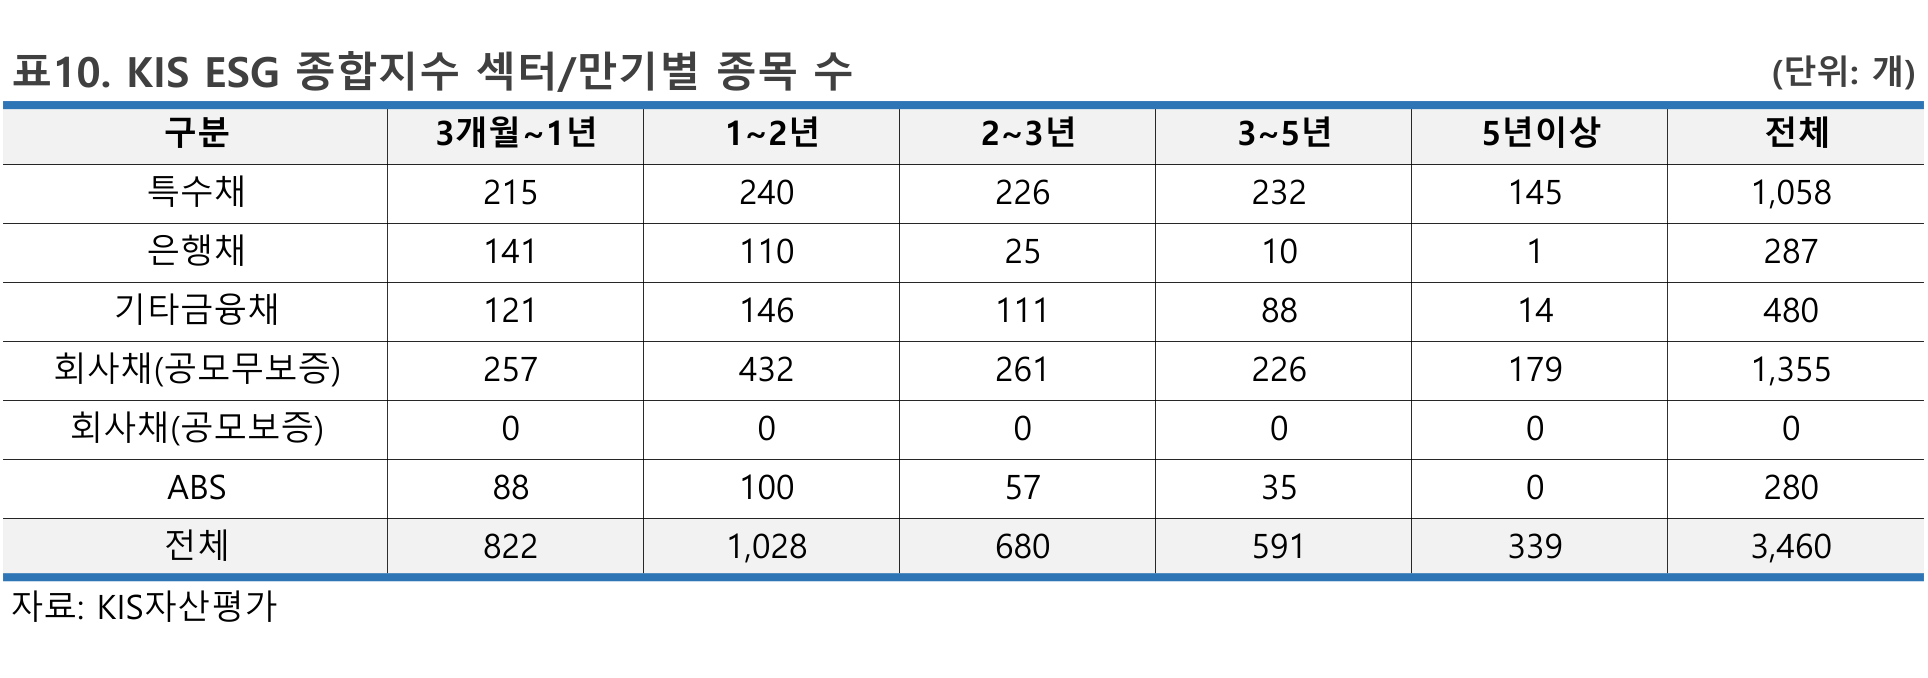 표10. KIS ESG 종합지수 섹터/만기별 종목 수 (단위: 개)
구분 3개월~1년 1~2년 2~3년 3~5년 5년이상 전체
특수채 215 240 226 232 145 1,058
은행채 141 110 25 10 1 287
기타금융채 121 146 111 88 14 480
회사채(공모무보증) 257 432 261 226 179 1,355
회사채(공모보증) 0 0 0 0 0 0
ABS 88 100 57 35 0 280
전체 822 1,028 680 591 339 3,460
자료: KIS자산평가